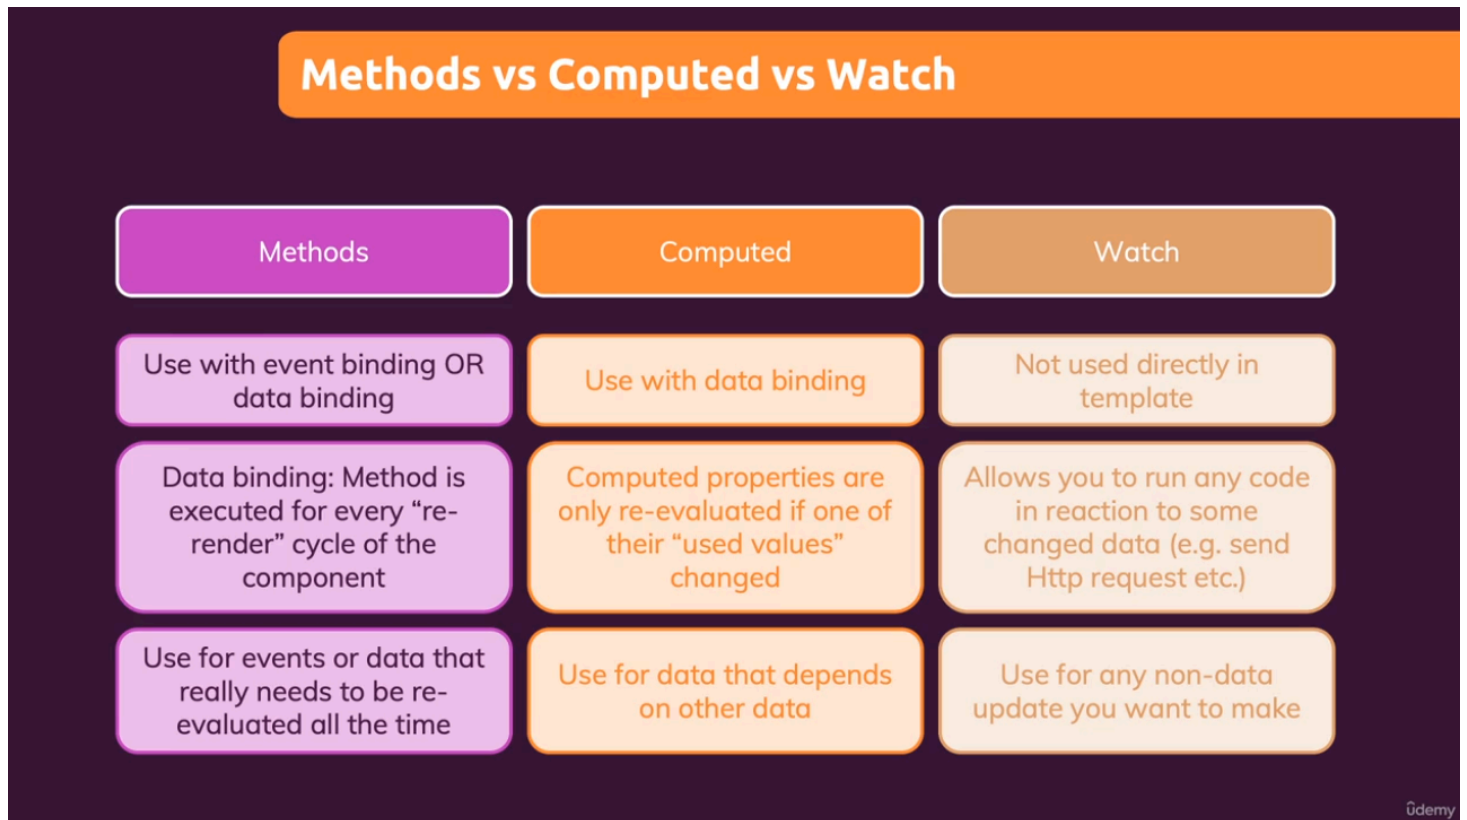 Methods vs Computed vs Watch
Methods
Computed
Watch
Use with event binding OR
data binding
Use with data binding
Not used directly in
template
Data binding: Method is
executed for every “re-
render” cycle of the
component
Computed properties are
only re-evaluated if one of
their “used values”
changed
Allows you to run any code
in reaction to some
changed data (e.g. send
Http request etc.)
Use for events or data that
really needs to be re-
evaluated all the time
Use for data that depends
on other data
Use for any non-data
update you want to make
ûdemy